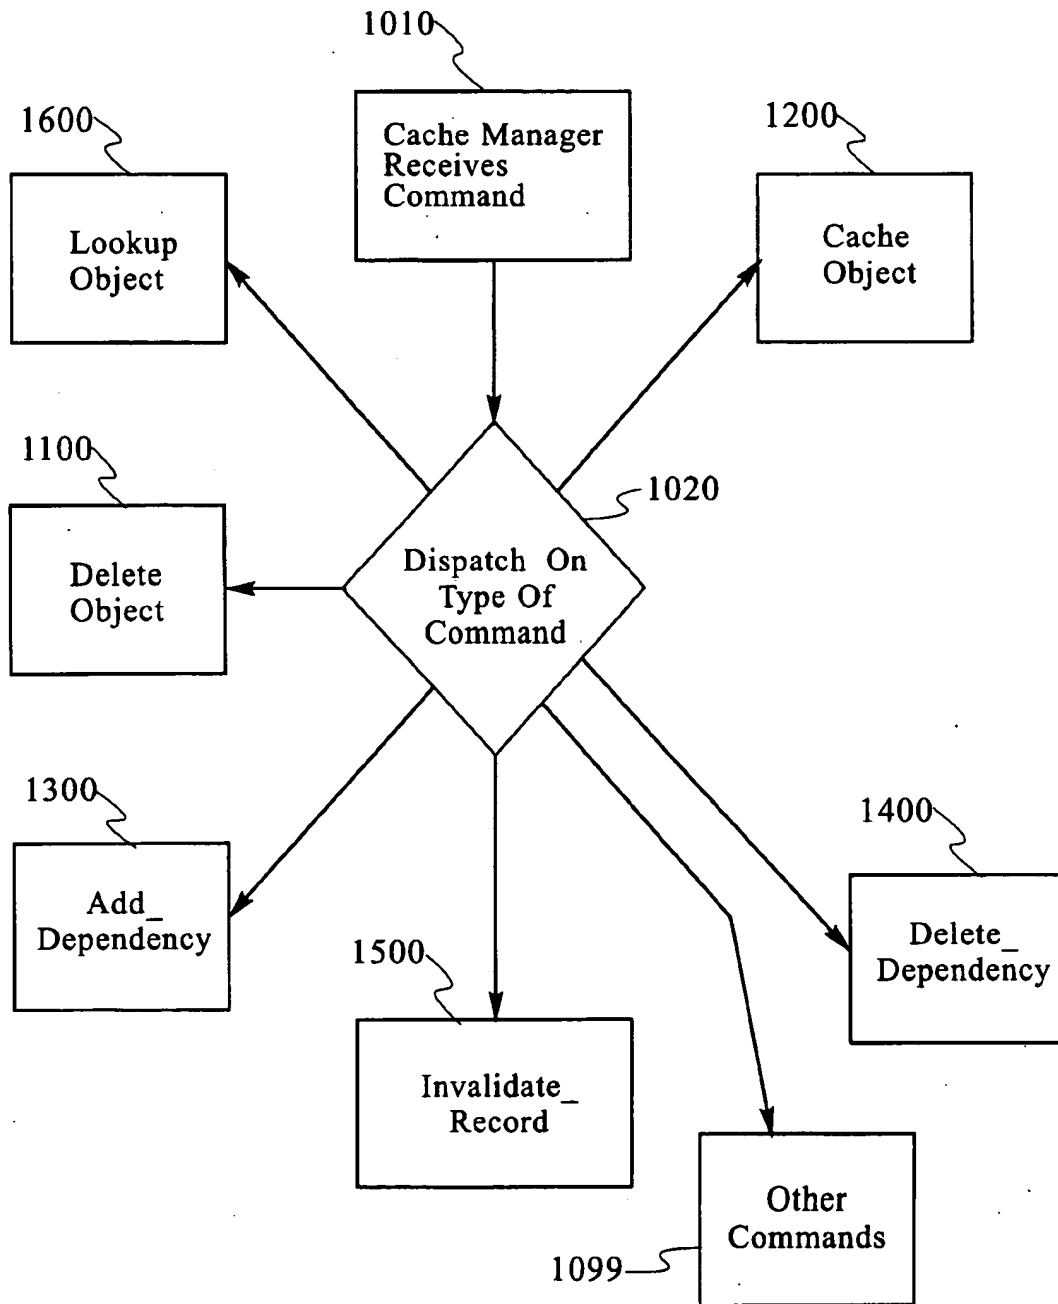 1010
Cache Manager
Receives
Command
1600
Lookup
Object
1200
Cache
Object
1100
Delete
Object
1020
Dispatch On
Type Of
Command
1300
Add_
Dependency
1400
Delete_
Dependency
1500
Invalidate_
Record
Other
Commands
1099